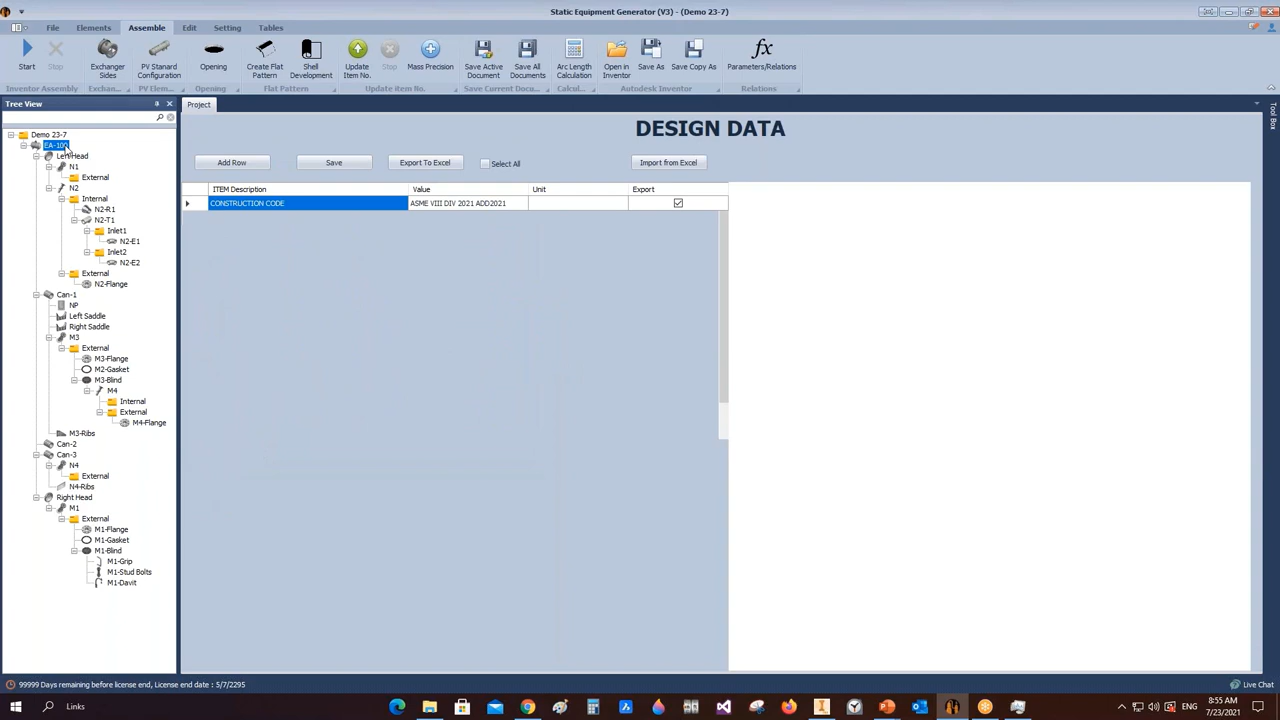 Static Equipment Generator (V3) - (Demo 23-7)
File Elements Assemble Edit Setting Tables
Start Stop Exchanger Sides PV Stanard Configuration Opening Create Flat Pattern Shell Development Update Item No. Stop Mass Precision Save Active Document Save All Documents Arc Length Calculation Open in Inventor Save As Save Copy As Parameters/Relations
Inventor Assembly Exchan... PV Elem... Opening Flat Pattern Update item No. Save Current Docu... Calcul... Autodesk Inventor Relations
Tree View
Project
Tool Box
DESIGN DATA
Add Row Save Export To Excel Select All Import from Excel
ITEM Description Value Unit Export
CONSTRUCTION CODE ASME VIII DIV 2021 ADD2021
Demo 23-7
EA-100
Left Head
N1
External
N2
Internal
N2-R1
N2-T1
Inlet1
N2-E1
Inlet2
N2-E2
External
N2-Flange
Can-1
NP
Left Saddle
Right Saddle
M3
External
M3-Flange
M2-Gasket
M3-Blind
M4
Internal
External
M4-Flange
M3-Ribs
Can-2
Can-3
N4
External
N4-Ribs
Right Head
M1
External
M1-Flange
M1-Gasket
M1-Blind
M1-Grip
M1-Stud Bolts
M1-Davit
99999 Days remaining before license end, License end date : 5/7/2295
Live Chat
Links
8:55 AM
7/23/2021